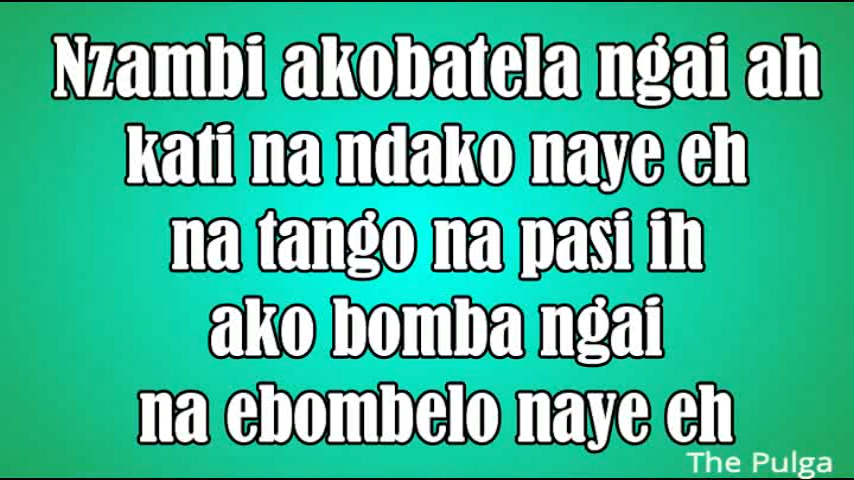 Nzambi akobatela ngai ah
kati na ndako naye eh
na tango na pasi ih
ako bomba ngai
na ebombelo naye eh
The Pulga